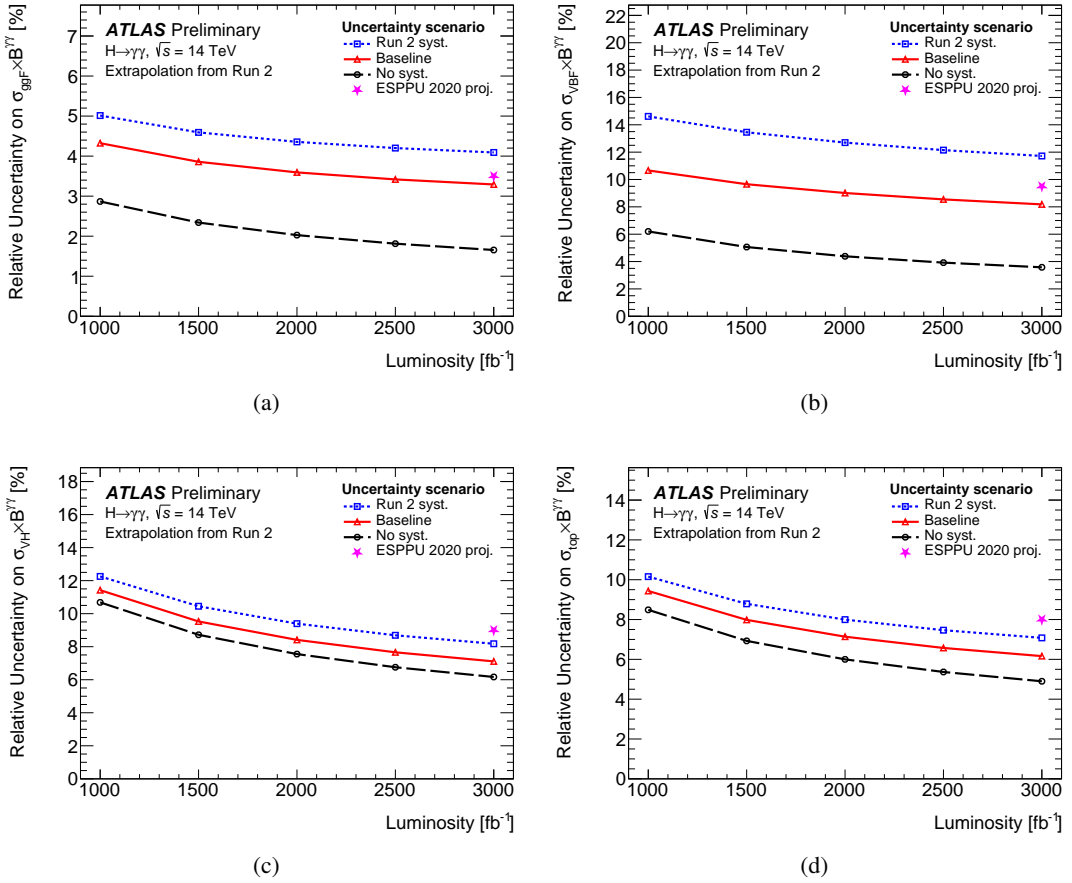 Relative Uncertainty on σggF×Bγγ [%]
7
6
5
4
3
2
1
0
ATLAS Preliminary
H→γγ, √s = 14 TeV
Extrapolation from Run 2
Uncertainty scenario
Run 2 syst.
Baseline
No syst.
ESPPU 2020 proj.
1000 1500 2000 2500 3000
Luminosity [fb-1]
(a)
Relative Uncertainty on σVBF×Bγγ [%]
22
20
18
16
14
12
10
8
6
4
2
0
ATLAS Preliminary
H→γγ, √s = 14 TeV
Extrapolation from Run 2
Uncertainty scenario
Run 2 syst.
Baseline
No syst.
ESPPU 2020 proj.
1000 1500 2000 2500 3000
Luminosity [fb-1]
(b)
Relative Uncertainty on σVH×Bγγ [%]
18
16
14
12
10
8
6
4
2
0
ATLAS Preliminary
H→γγ, √s = 14 TeV
Extrapolation from Run 2
Uncertainty scenario
Run 2 syst.
Baseline
No syst.
ESPPU 2020 proj.
1000 1500 2000 2500 3000
Luminosity [fb-1]
(c)
Relative Uncertainty on σtop×Bγγ [%]
14
12
10
8
6
4
2
0
ATLAS Preliminary
H→γγ, √s = 14 TeV
Extrapolation from Run 2
Uncertainty scenario
Run 2 syst.
Baseline
No syst.
ESPPU 2020 proj.
1000 1500 2000 2500 3000
Luminosity [fb-1]
(d)